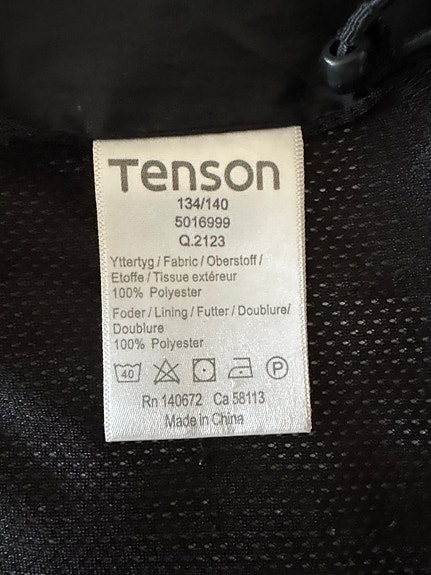 Tenson
134/140
5016999
Q.2123
Yttertyg / Fabric / Oberstoff /
Etoffe / Tissue extéreur
100% Polyester
Foder / Lining / Futter / Doublure/
Doublure
100% Polyester
40 P
Rn 140672 Ca 58113
Made in China